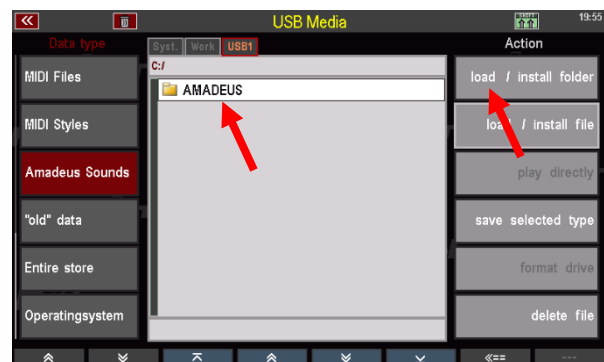 USB Media
19:55
Data type
Syst. Work USB1
Action
C:/
MIDI Files
AMADEUS
load / install folder
MIDI Styles
load / install file
Amadeus Sounds
play directly
"old" data
save selected type
Entire store
format drive
Operatingsystem
delete file